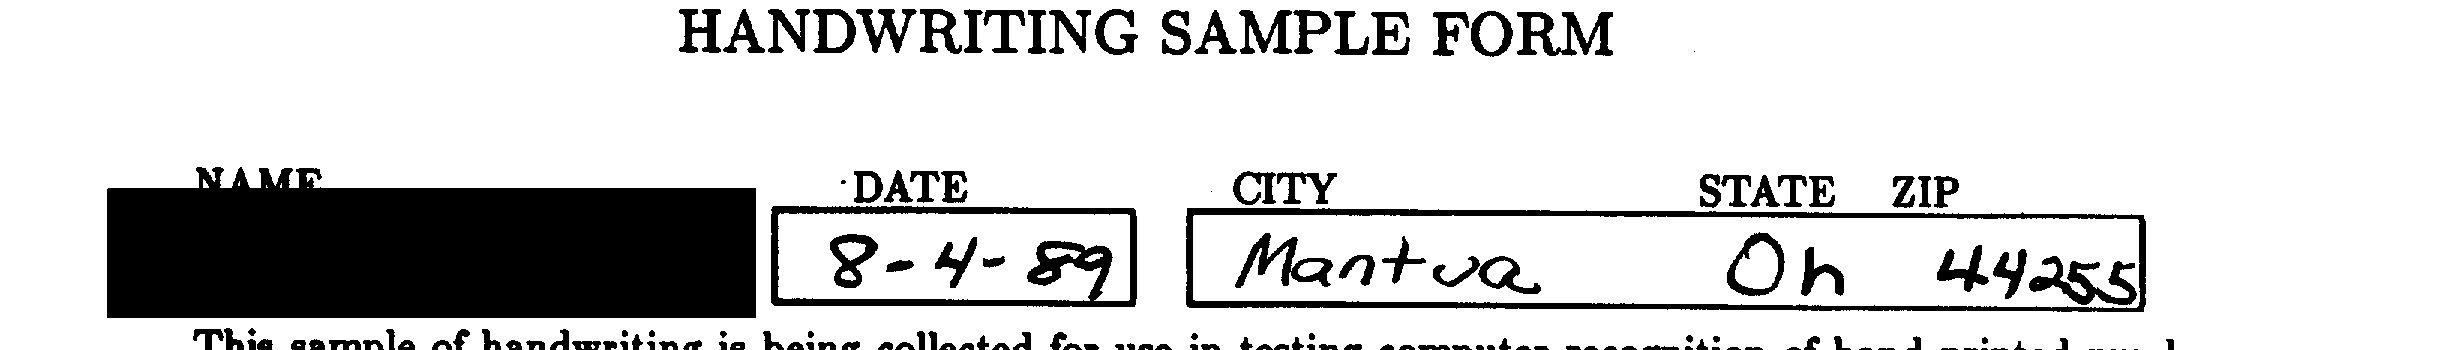 HANDWRITING SAMPLE FORM
NAME DATE CITY STATE ZIP
8-4-89 Mantua Oh 44255
This sample of handwriting is being collected for use in testing computer recognition of hand printed